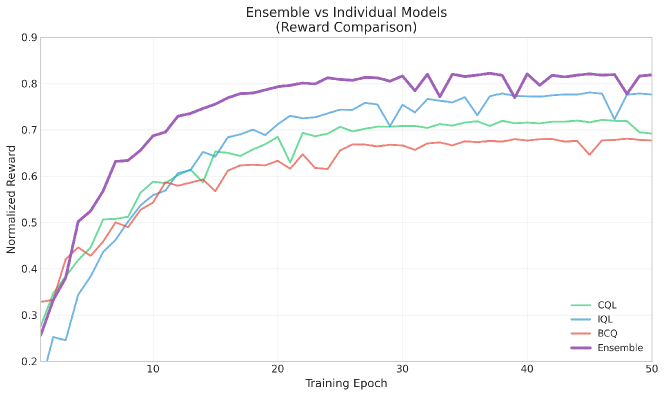 Ensemble vs Individual Models
(Reward Comparison)
Normalized Reward
0.9
0.8
0.7
0.6
0.5
0.4
0.3
0.2
10
20
30
40
50
Training Epoch
CQL
IQL
BCQ
Ensemble